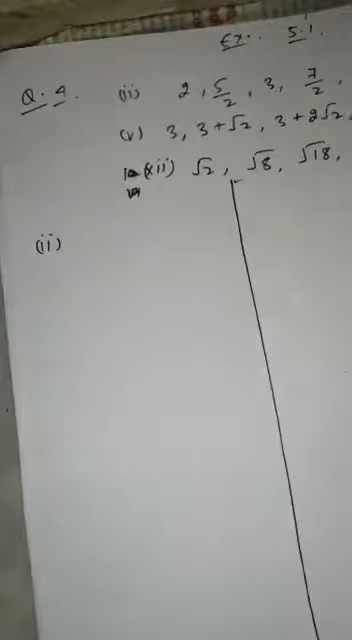 Ex. 5.1.
Q.4. (ii) 2, 5/2, 3, 7/2.
(v) 3, 3+√2, 3+2√2,
(xii) √2, √8, √18,
(ii)